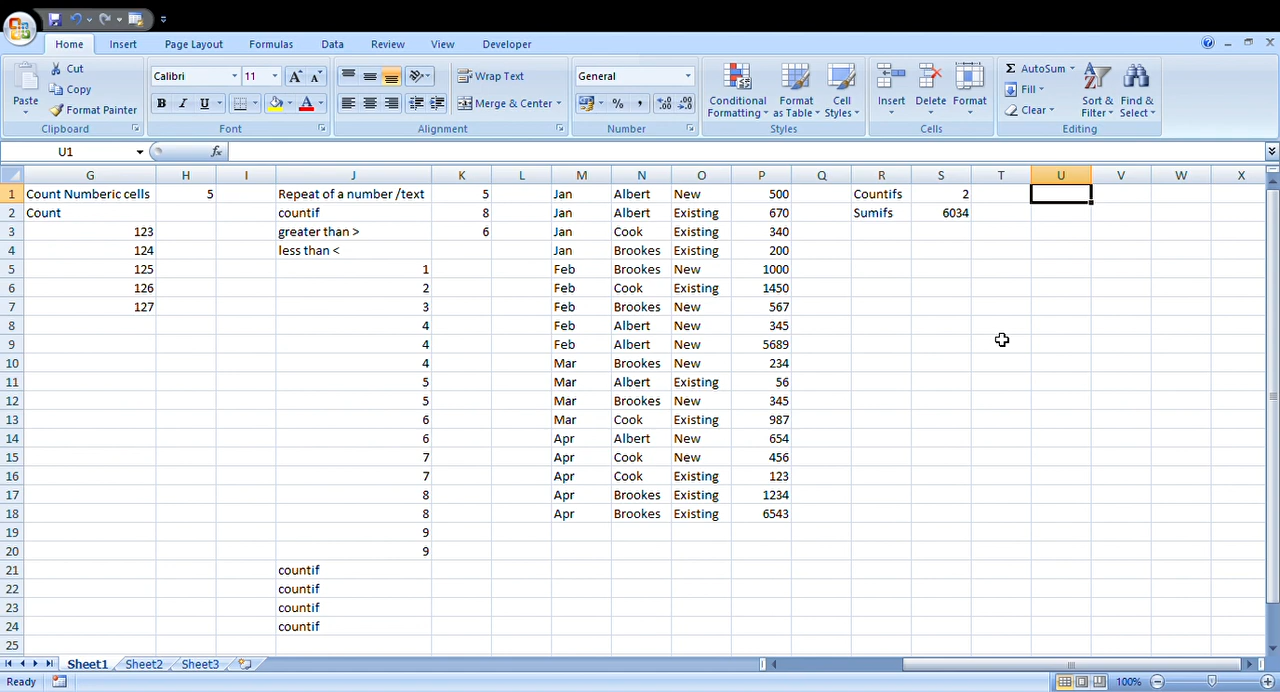 Home Insert Page Layout Formulas Data Review View Developer
Paste Cut Calibri 11 A A Wrap Text General Conditional Formatting Format as Table Cell Styles Insert Delete Format Σ AutoSum Sort & Filter Find & Select
Copy Fill
Format Painter B I U A Merge & Center % , Clear
Clipboard Font Alignment Number Styles Cells Editing
U1 fx
G H I J K L M N O P Q R S T U V W X
1 Count Numberic cells 5 Repeat of a number /text 5 Jan Albert New 500 Countifs 2
2 Count countif 8 Jan Albert Existing 670 Sumifs 6034
3 123 greater than > 6 Jan Cook Existing 340
4 124 less than < Jan Brookes Existing 200
5 125 1 Feb Brookes New 1000
6 126 2 Feb Cook Existing 1450
7 127 3 Feb Brookes New 567
8 4 Feb Albert New 345
9 4 Feb Albert New 5689
10 4 Mar Brookes New 234
11 5 Mar Albert Existing 56
12 5 Mar Brookes New 345
13 6 Mar Cook Existing 987
14 6 Apr Albert New 654
15 7 Apr Cook New 456
16 7 Apr Cook Existing 123
17 8 Apr Brookes Existing 1234
18 8 Apr Brookes Existing 6543
19 9
20 9
21 countif
22 countif
23 countif
24 countif
25
Sheet1 Sheet2 Sheet3
Ready 100%